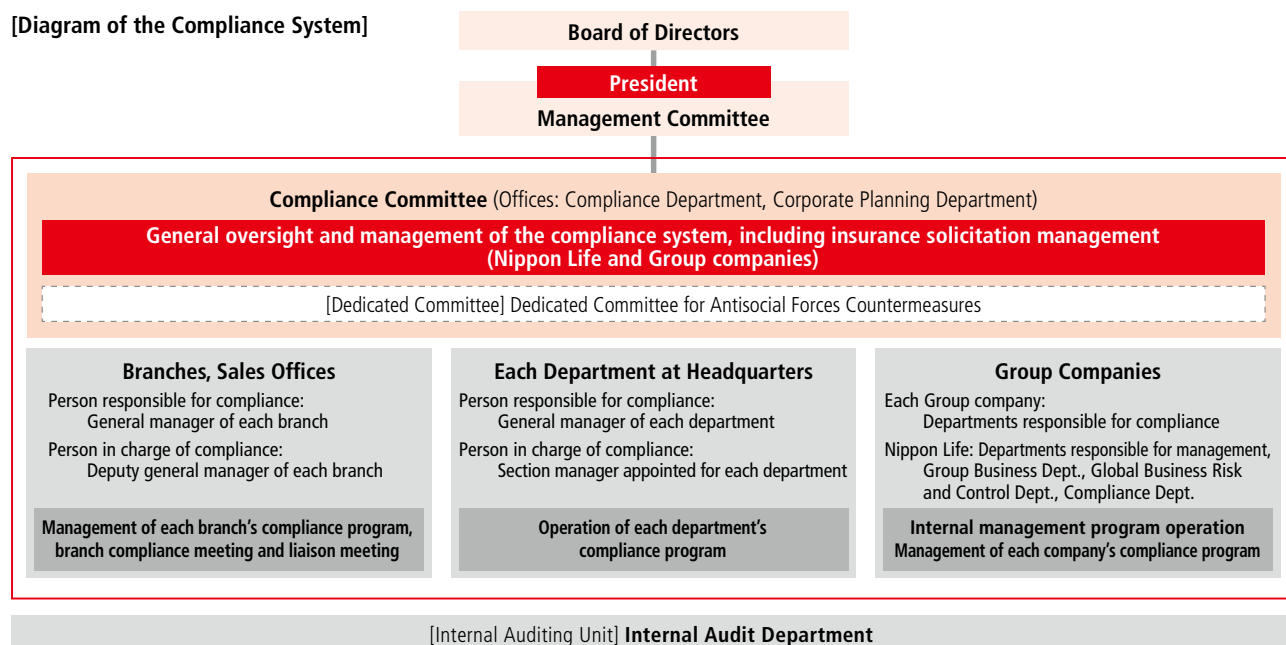 [Diagram of the Compliance System]
Board of Directors
President
Management Committee
Compliance Committee (Offices: Compliance Department, Corporate Planning Department)
General oversight and management of the compliance system, including insurance solicitation management
(Nippon Life and Group companies)
[Dedicated Committee] Dedicated Committee for Antisocial Forces Countermeasures
Branches, Sales Offices
Person responsible for compliance:
General manager of each branch
Person in charge of compliance:
Deputy general manager of each branch
Management of each branch's compliance program,
branch compliance meeting and liaison meeting
Each Department at Headquarters
Person responsible for compliance:
General manager of each department
Person in charge of compliance:
Section manager appointed for each department
Operation of each department's
compliance program
Group Companies
Each Group company:
Departments responsible for compliance
Nippon Life: Departments responsible for management,
Group Business Dept., Global Business Risk
and Control Dept., Compliance Dept.
Internal management program operation
Management of each company's compliance program
[Internal Auditing Unit] Internal Audit Department